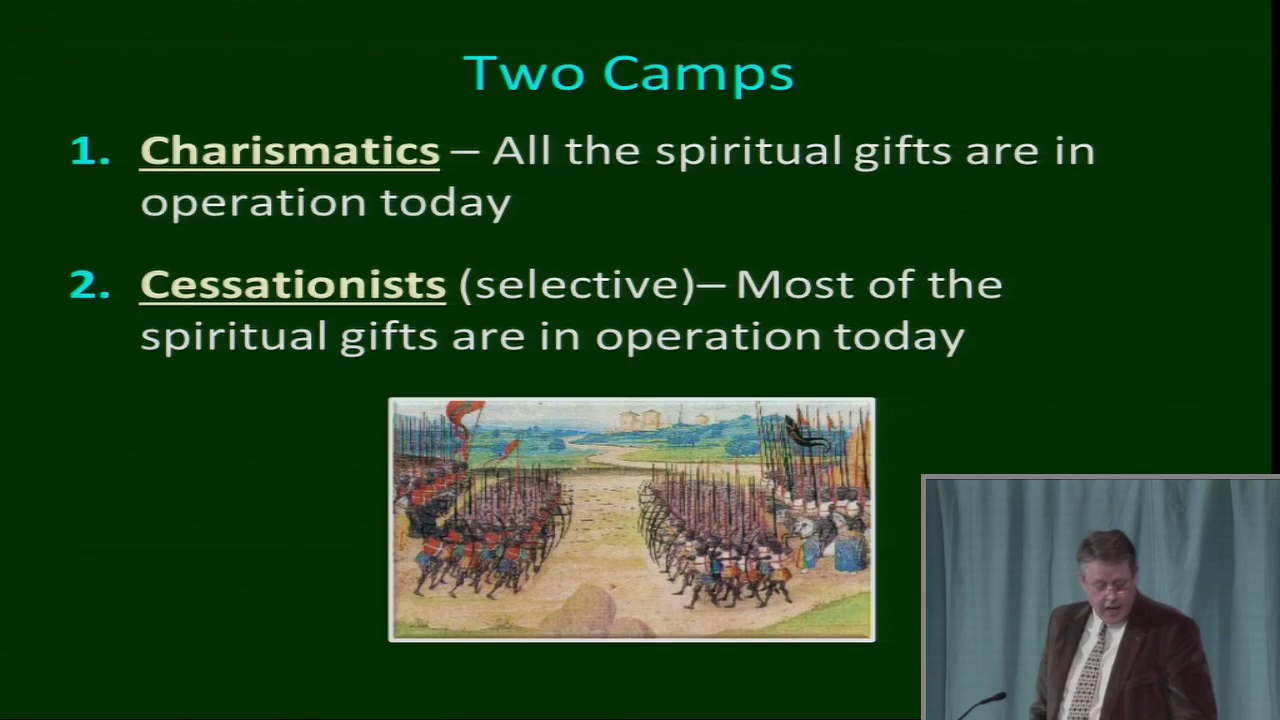 Two Camps
1. Charismatics – All the spiritual gifts are in
operation today
2. Cessationists (selective)– Most of the
spiritual gifts are in operation today